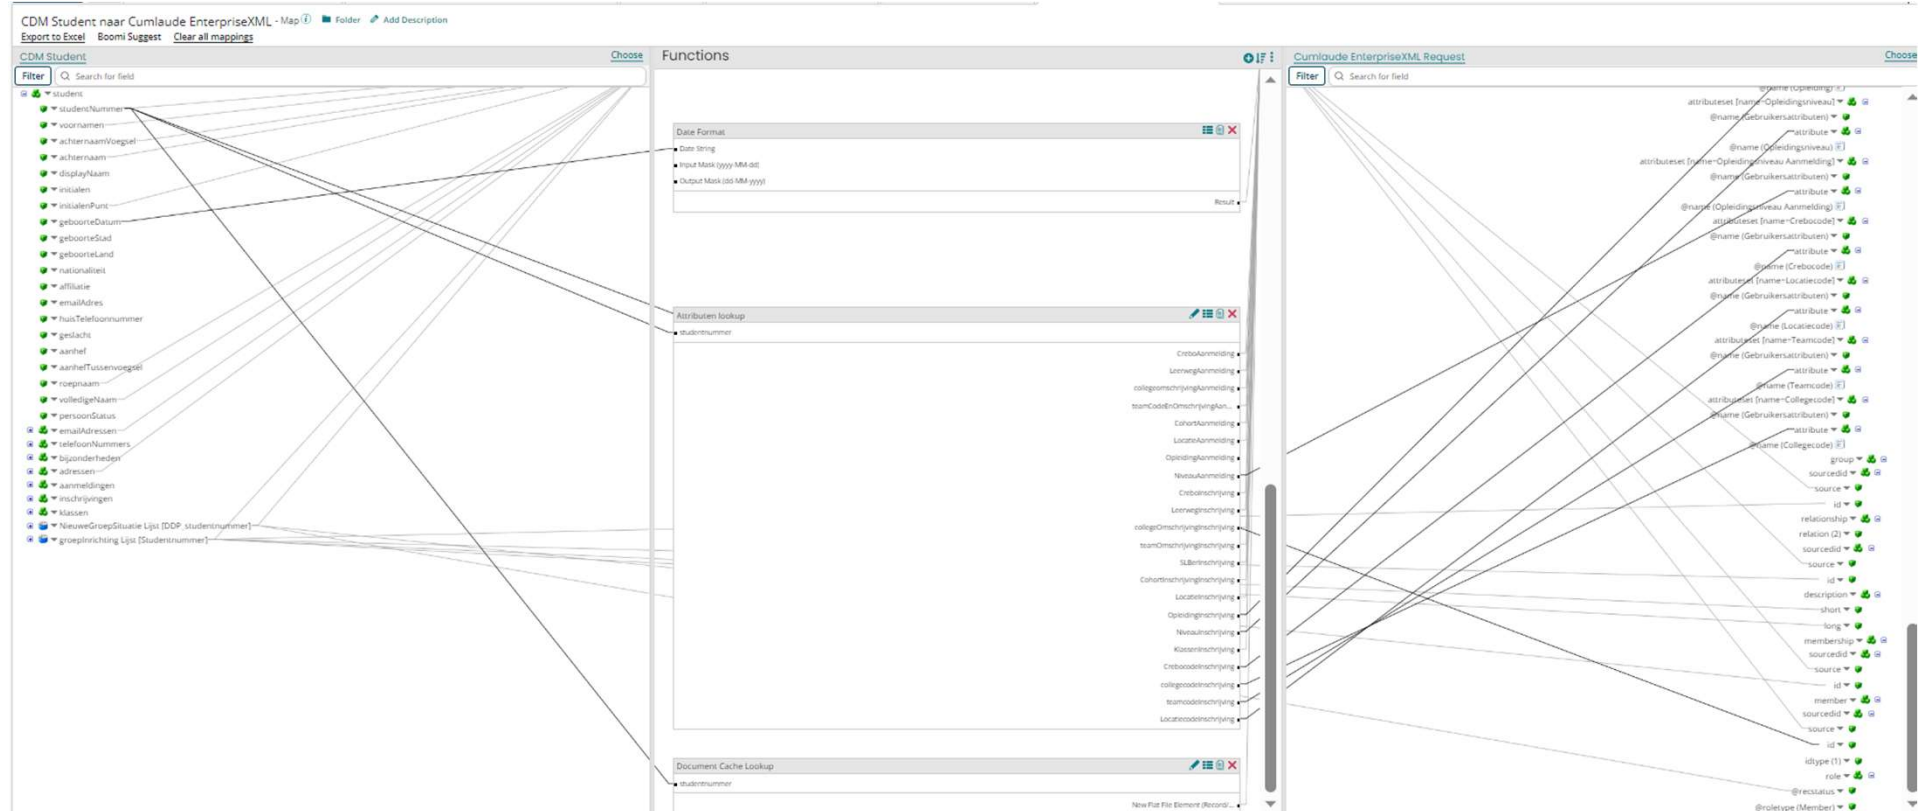 CDM Student naar Cumlaude EnterpriseXML - Map Folder Add Description
Export to Excel Boomi Suggest Clear all mappings
CDM Student Choose
Filter Search for field
student
studentNummer
voornamen
achternaamVoegsel
achternaam
displayNaam
initialen
initialenPunt
geboorteDatum
geboorteStad
geboorteLand
nationaliteit
affiliatie
emailAdres
huisTelefoonnummer
geslacht
aanhef
aanhefTussenvoegsel
roepnaam
volledigeNaam
persoonStatus
emailAdressen
telefoonNummers
bijzonderheden
adressen
aanmeldingen
inschrijvingen
klassen
NieuweGroepSituatie Lijst [DDP_studentnummer]
groepInrichting Lijst [Studentnummer]
Functions
Date Format
Date String
Input Mask (yyyy-MM-dd)
Output Mask (dd-MM-yyyy)
Result
Attributen lookup
studentnummer
CreboAanmelding
LeerwegAanmelding
collegeomschrijvingAanmelding
teamCodeEnOmschrijvingAan...
CohortAanmelding
LocatieAanmelding
OpleidingAanmelding
NiveauAanmelding
CreboInschrijving
LeerwegInschrijving
collegeOmschrijvingInschrijving
teamOmschrijvingInschrijving
SLBerInschrijving
CohortInschrijvingInschrijving
LocatieInschrijving
OpleidingInschrijving
NiveauInschrijving
KlassenInschrijving
CrebocodeInschrijving
collegecodeInschrijving
teamcodeInschrijving
LocatiecodeInschrijving
Document Cache Lookup
studentnummer
New Flat File Element (Record/...
Cumlaude EnterpriseXML Request Choose
Filter Search for field
@name (Opleiding)
attributeset [name=Opleidingsniveau]
@name (Gebruikersattributen)
attribute
@name (Opleidingsniveau)
attributeset [name=Opleidingsniveau Aanmelding]
@name (Gebruikersattributen)
attribute
@name (Opleidingsniveau Aanmelding)
attributeset [name=Crebocode]
@name (Gebruikersattributen)
attribute
@name (Crebocode)
attributeset [name=Locatiecode]
@name (Gebruikersattributen)
attribute
@name (Locatiecode)
attributeset [name=Teamcode]
@name (Gebruikersattributen)
attribute
@name (Teamcode)
attributeset [name=Collegecode]
@name (Gebruikersattributen)
attribute
@name (Collegecode)
group
sourcedid
source
id
relationship
relation (2)
sourcedid
source
id
description
short
long
membership
sourcedid
source
id
member
sourcedid
source
id
idtype (1)
role
@recstatus
@roletype (Member)